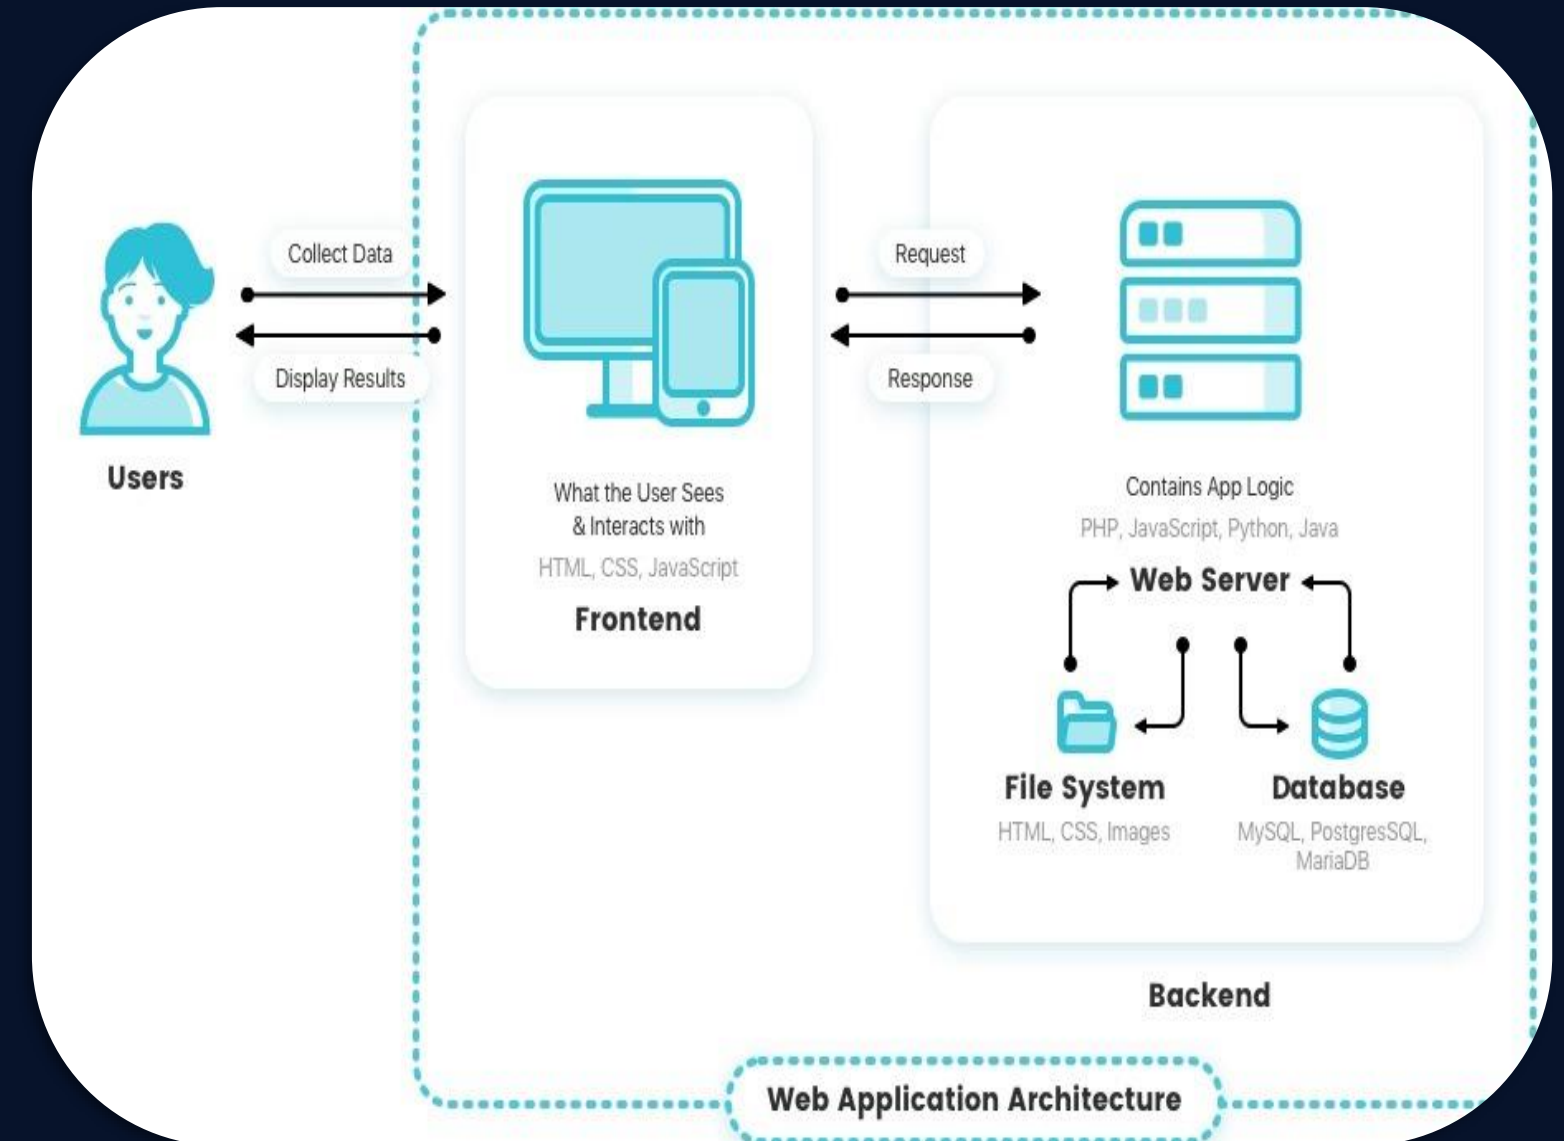 Collect Data
Display Results
Users
What the User Sees
& Interacts with
HTML, CSS, JavaScript
Frontend
Request
Response
Contains App Logic
PHP, JavaScript, Python, Java
Web Server
File System
HTML, CSS, Images
Database
MySQL, PostgresSQL,
MariaDB
Backend
Web Application Architecture